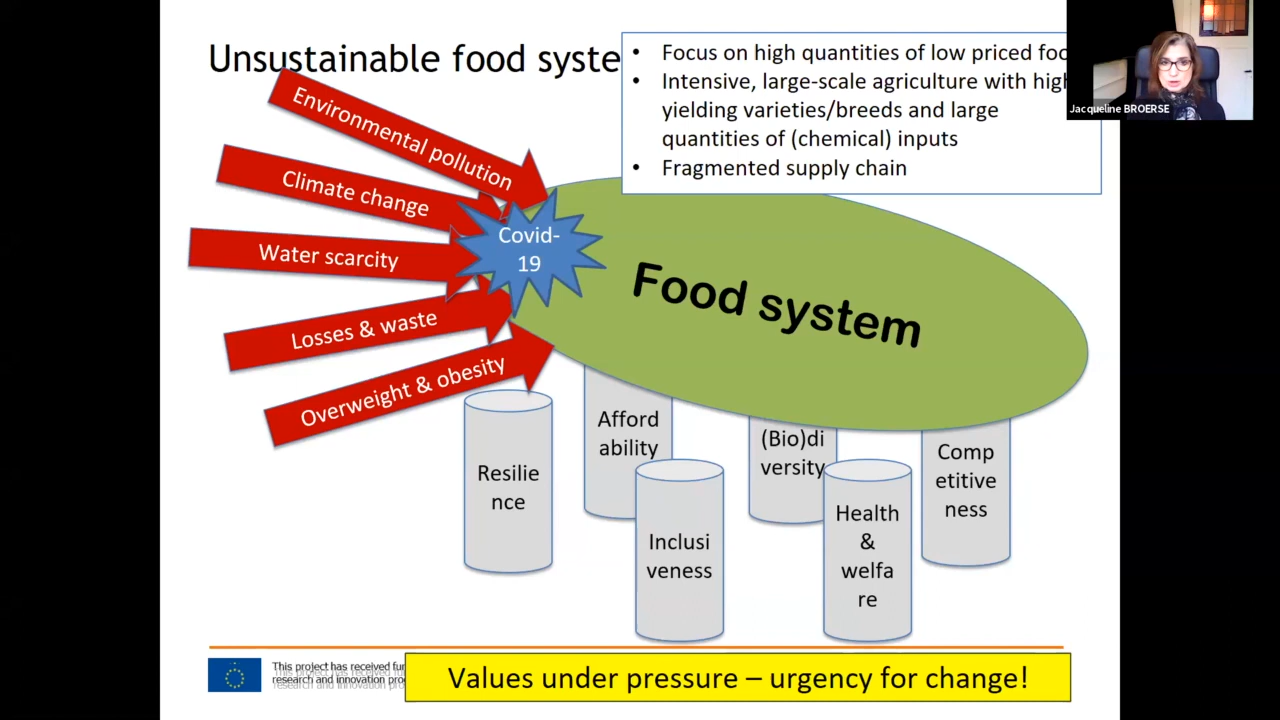 Unsustainable food syste
• Focus on high quantities of low priced foo
• Intensive, large-scale agriculture with high
yielding varieties/breeds and large
quantities of (chemical) inputs
• Fragmented supply chain
Jacqueline BROERSE
Environmental pollution
Climate change
Water scarcity
Losses & waste
Overweight & obesity
Covid-
19
Food system
Resilie
nce
Afford
ability
Inclusi
veness
(Bio)di
versity
Health
&
welfa
re
Comp
etitive
ness
This project has received fur
research and innovation pro
Values under pressure – urgency for change!